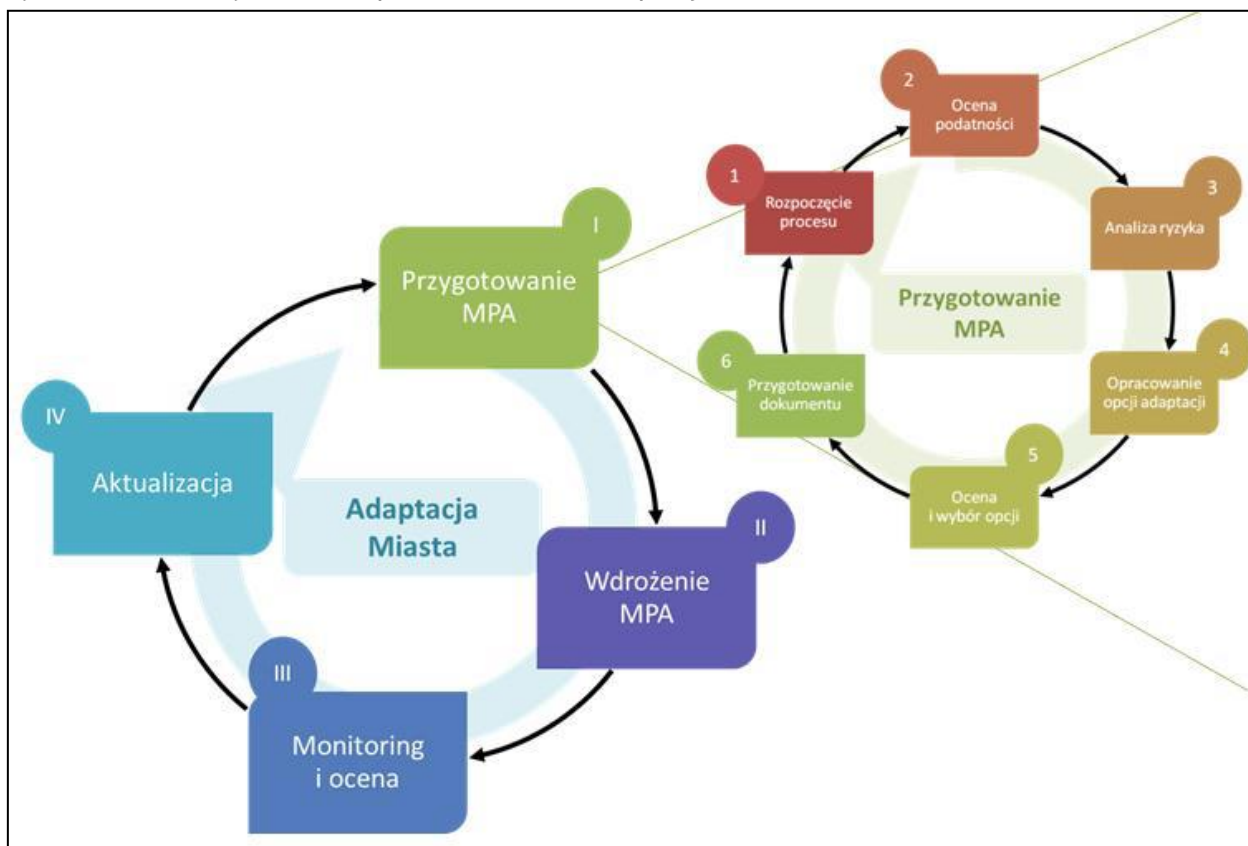 I
Przygotowanie
MPA
II
Wdrożenie
MPA
III
Monitoring
i ocena
IV
Aktualizacja
Adaptacja
Miasta
1
Rozpoczęcie
procesu
2
Ocena
podatności
3
Analiza ryzyka
4
Opracowanie
opcji adaptacji
5
Ocena
i wybór opcji
6
Przygotowanie
dokumentu
Przygotowanie
MPA